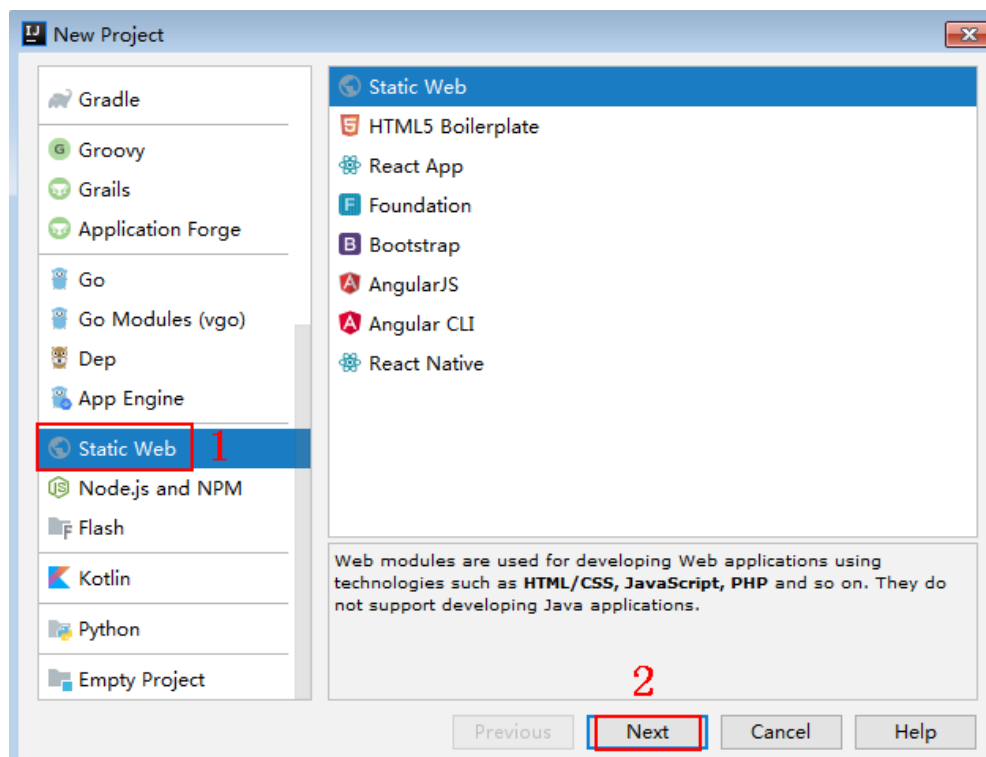 New Project
Gradle
Groovy
Grails
Application Forge
Go
Go Modules (vgo)
Dep
App Engine
Static Web
1
Node.js and NPM
Flash
Kotlin
Python
Empty Project
Static Web
HTML5 Boilerplate
React App
Foundation
Bootstrap
AngularJS
Angular CLI
React Native
Web modules are used for developing Web applications using
technologies such as HTML/CSS, JavaScript, PHP and so on. They do
not support developing Java applications.
2
Previous
Next
Cancel
Help